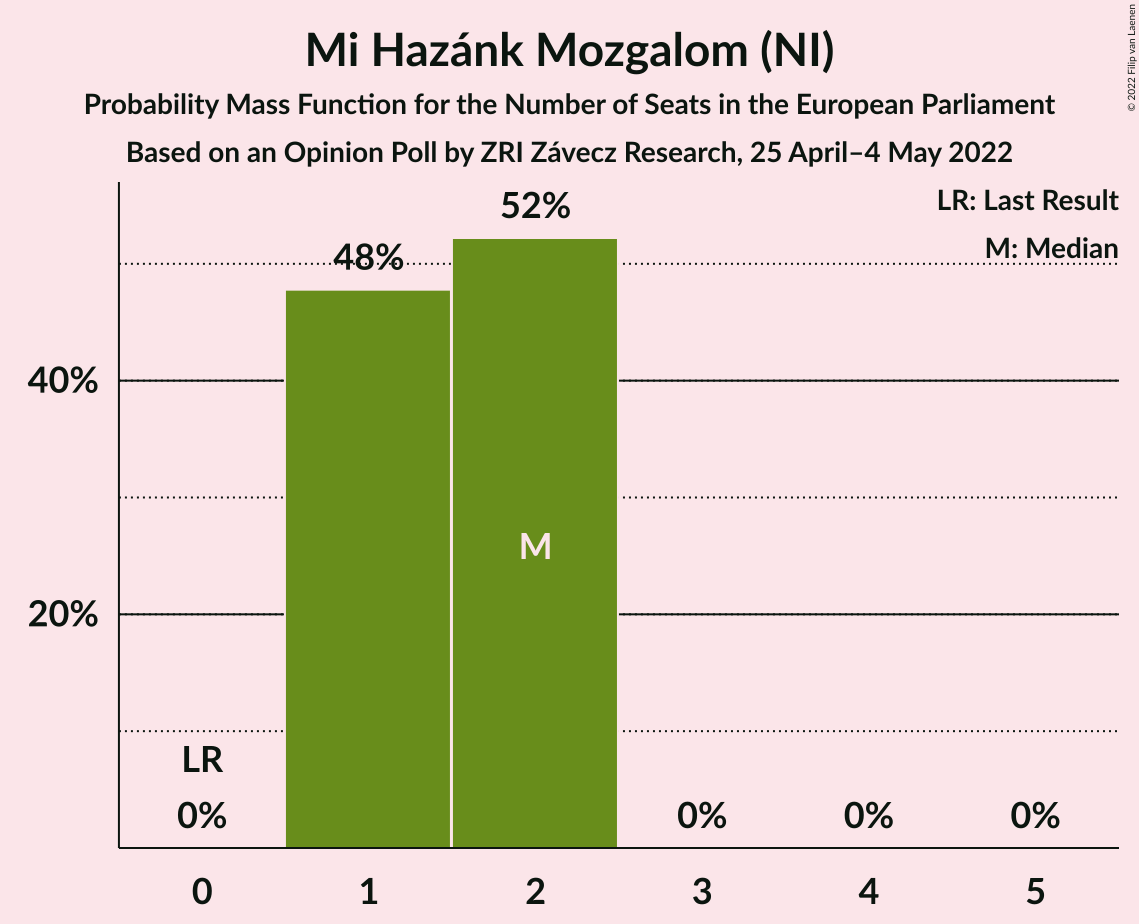 Mi Hazánk Mozgalom (NI)
Probability Mass Function for the Number of Seats in the European Parliament
Based on an Opinion Poll by ZRI Závecz Research, 25 April–4 May 2022
© 2022 Filip van Laenen
LR: Last Result
M: Median
52%
48%
40%
M
20%
LR
0%
0%
0%
0%
0
1
2
3
4
5